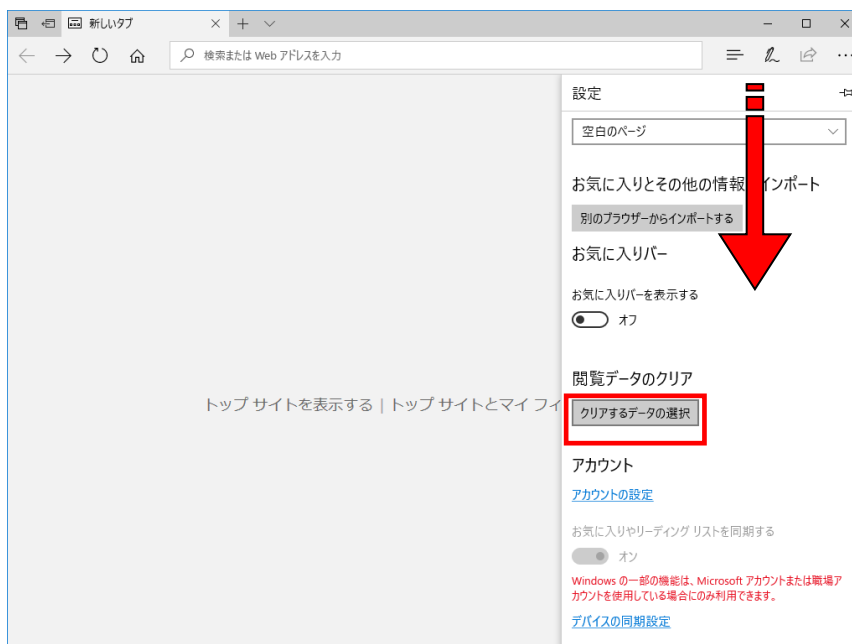 新しいタブ
検索または Web アドレスを入力
設定
空白のページ
お気に入りとその他の情報 インポート
別のブラウザーからインポートする
お気に入りバー
お気に入りバーを表示する
オフ
閲覧データのクリア
トップ サイトを表示する | トップ サイトとマイ フィ
クリアするデータの選択
アカウント
アカウントの設定
お気に入りやリーディング リストを同期する
オン
Windows の一部の機能は、Microsoft アカウントまたは職場ア
カウントを使用している場合にのみ利用できます。
デバイスの同期設定